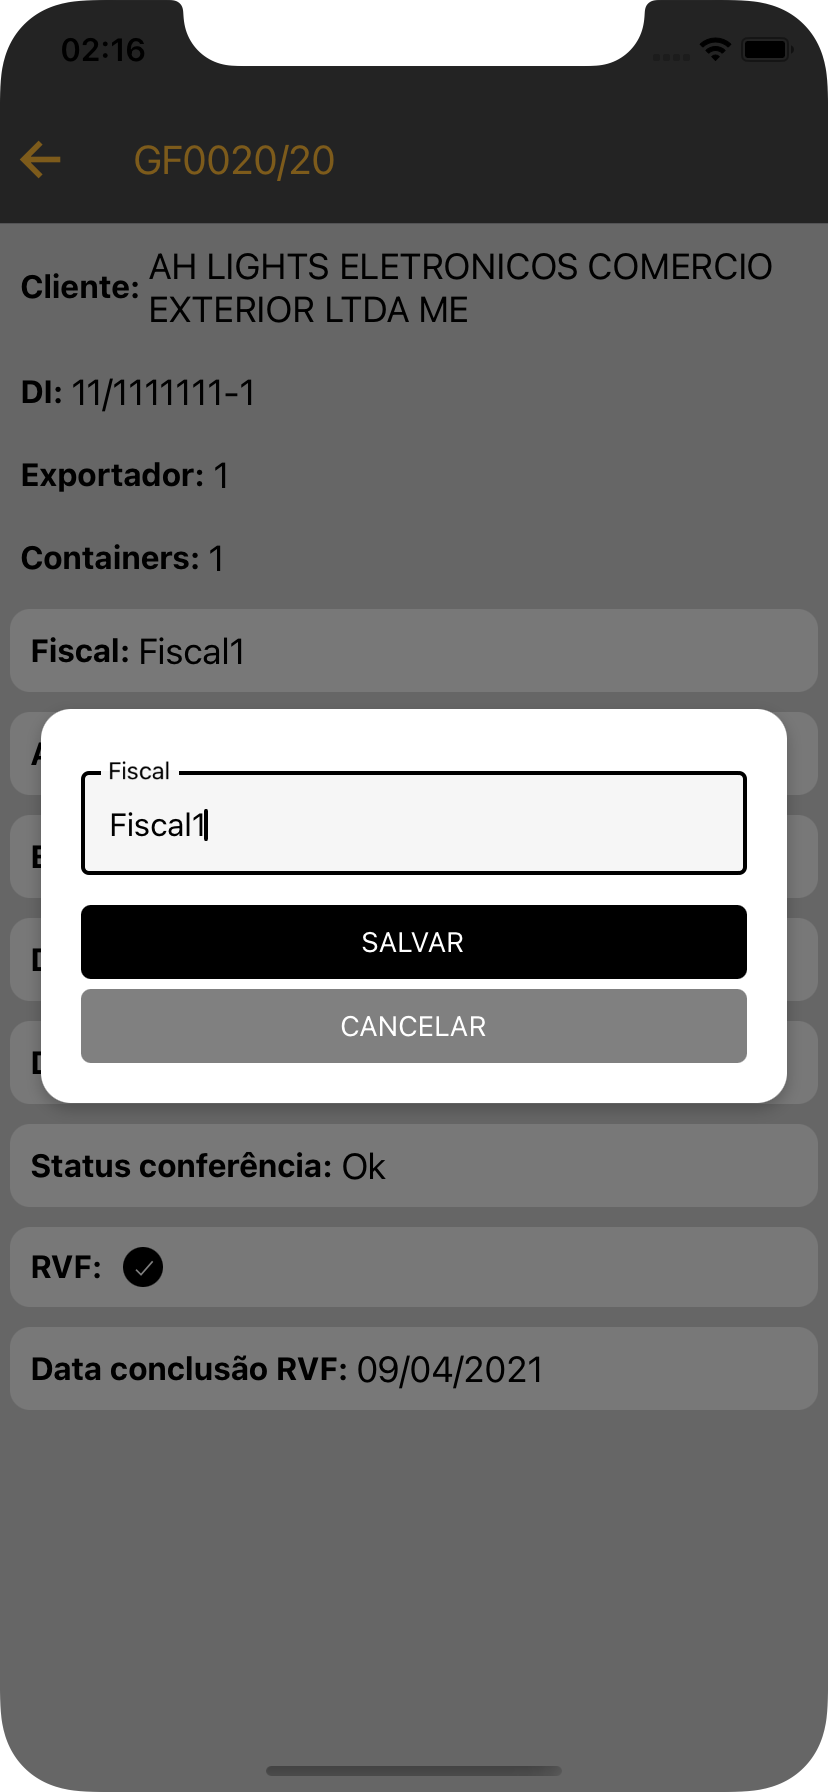 02:16
GF0020/20
Cliente: AH LIGHTS ELETRONICOS COMERCIO
EXTERIOR LTDA ME
DI: 11/1111111-1
Exportador: 1
Containers: 1
Fiscal: Fiscal1
Fiscal
Fiscal1
SALVAR
CANCELAR
Status conferência: Ok
RVF:
Data conclusão RVF: 09/04/2021